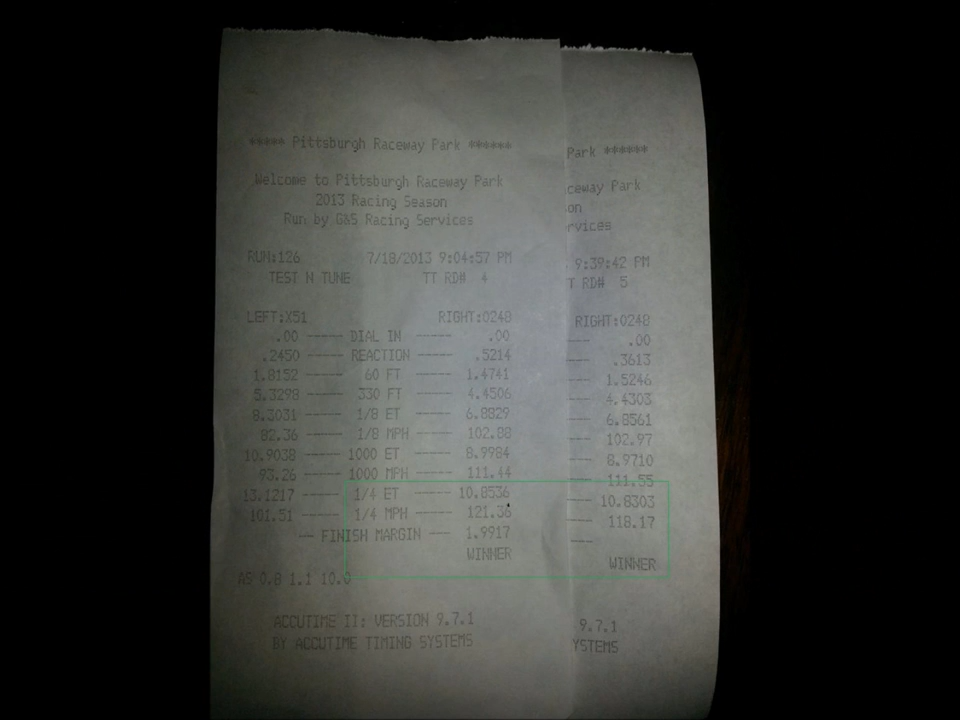 ***** Pittsburgh Raceway Park ******
Welcome to Pittsburgh Raceway Park
2013 Racing Season
Run by G&S Racing Services
RUN:126 7/18/2013 9:04:57 PM
TEST N TUNE TT RD# 4
LEFT:X51 RIGHT:0248
.00 ----- DIAL IN ----- .00
.2450 ----- REACTION ----- .5214
1.8152 ----- 60 FT ----- 1.4741
5.3298 ----- 330 FT ----- 4.4506
8.3031 ----- 1/8 ET ----- 6.8829
82.36 ----- 1/8 MPH ----- 102.88
10.9038 ----- 1000 ET ----- 8.9984
93.26 ----- 1000 MPH ----- 111.44
13.1217 ----- 1/4 ET ----- 10.8536
101.51 ----- 1/4 MPH ----- 121.36
-- FINISH MARGIN --- 1.9917
WINNER
AS 0.8 1.1 10.0
ACCUTIME II: VERSION 9.7.1
BY ACCUTIME TIMING SYSTEMS
Park ******
ceway Park
on
rvices
9:39:42 PM
T RD# 5
RIGHT:0248
--- .00
--- .3613
--- 1.5246
--- 4.4303
--- 6.8561
--- 102.97
--- 8.9710
--- 111.55
--- 10.8303
--- 118.17
---
WINNER
9.7.1
YSTEMS